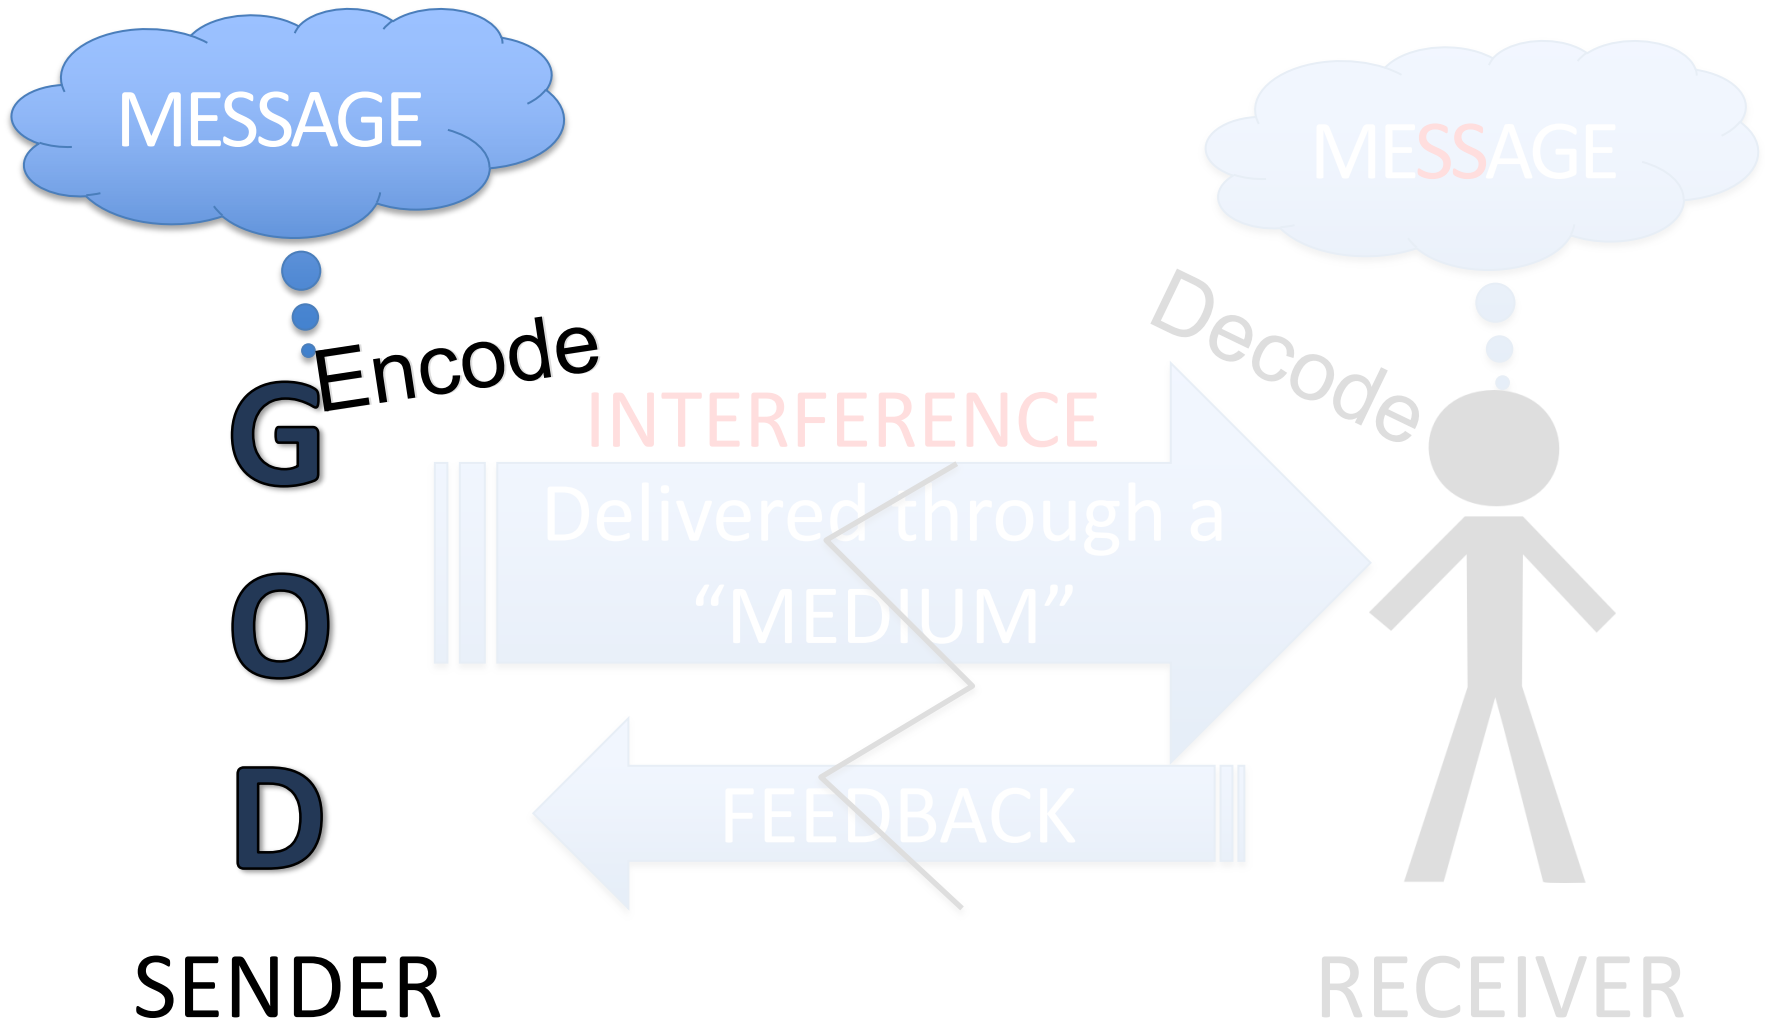 MESSAGE
MESSAGE
Encode
Decode
G
O
D
INTERFERENCE
Delivered through a
“MEDIUM”
FEEDBACK
SENDER
RECEIVER